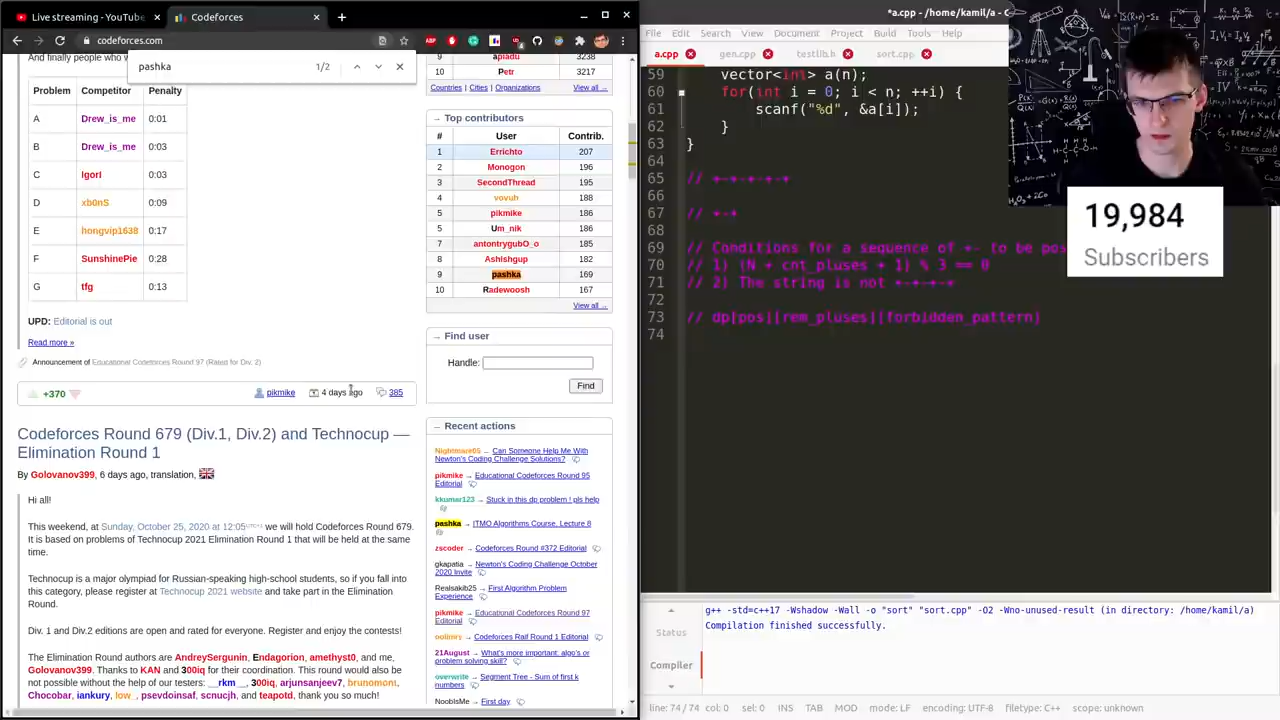 Live streaming - YouTube
Codeforces
codeforces.com
pashka
1/2
And finally people who w
Problem Competitor Penalty
A Drew_is_me 0:01
B Drew_is_me 0:03
C Igorl 0:03
D xb0nS 0:09
E hongvip1638 0:17
F SunshinePie 0:28
G tfg 0:13
UPD: Editorial is out
Read more »
Announcement of Educational Codeforces Round 97 (Rated for Div. 2)
+370 pikmike 4 days ago 385
Codeforces Round 679 (Div.1, Div.2) and Technocup —
Elimination Round 1
By Golovanov399, 6 days ago, translation,
Hi all!
This weekend, at Sunday, October 25, 2020 at 12:05 we will hold Codeforces Round 679.
It is based on problems of Technocup 2021 Elimination Round 1 that will be held at the same
time.
Technocup is a major olympiad for Russian-speaking high-school students, so if you fall into
this category, please register at Technocup 2021 website and take part in the Elimination
Round.
Div. 1 and Div.2 editions are open and rated for everyone. Register and enjoy the contests!
The Elimination Round authors are AndreySergunin, Endagorion, amethyst0, and me,
Golovanov399. Thanks to KAN and 300iq for their coordination. This round would also be
not possible without the help of our testers: __rkm__, 300iq, arjunsanjeev7, brunomont,
Chocobar, iankury, low_, psevdoinsaf, scnucjh, and teapotd, thank you so much!
9 apiadu 3238
10 Petr 3217
Countries | Cities | Organizations View all →
→ Top contributors
# User Contrib.
1 Errichto 207
2 Monogon 196
3 SecondThread 195
4 vovuh 188
5 pikmike 186
5 Um_nik 186
7 antontrygubO_o 185
8 Ashishgup 182
9 pashka 169
10 Radewoosh 167
View all →
→ Find user
Handle:
Find
→ Recent actions
Nightmare05 → Can Someone Help Me With
Newton's Coding Challenge Solutions?
pikmike → Educational Codeforces Round 95
Editorial
kkumar123 → Stuck in this dp problem ! pls help
pashka → ITMO Algorithms Course, Lecture 8
zscoder → Codeforces Round #372 Editorial
gkapatia → Newton's Coding Challenge October
2020 Invite
Realsakib25 → First Algorithm Problem
Experience
pikmike → Educational Codeforces Round 97
Editorial
→ Codeforces Raif Round 1 Editorial
21August → What's more important: algo's or
problem solving skill?
overwrite → Segment Tree - Sum of first k
numbers
NoobIsMe → First day
*a.cpp - /home/kamil/a - G
File Edit Search View Document Project Build Tools Help
a.cpp gen.cpp testlib.h sort.cpp
59 vector<int> a(n);
60 for(int i = 0; i < n; ++i) {
61 scanf("%d", &a[i]);
62 }
63 }
64
65 // +-+-+-+-+
66
67 // +-+
68
69 // Conditions for a sequence of +- to be pos
70 // 1) (N + cnt_pluses + 1) % 3 == 0
71 // 2) The string is not +-+-+-+
72
73 // dp[pos][rem_pluses][forbidden_pattern]
74
19,984
Subscribers
Status
Compiler
g++ -std=c++17 -Wshadow -Wall -o "sort" "sort.cpp" -O2 -Wno-unused-result (in directory: /home/kamil/a)
Compilation finished successfully.
line: 74 / 74 col: 0 sel: 0 INS TAB MOD mode: LF encoding: UTF-8 filetype: C++ scope: unknown